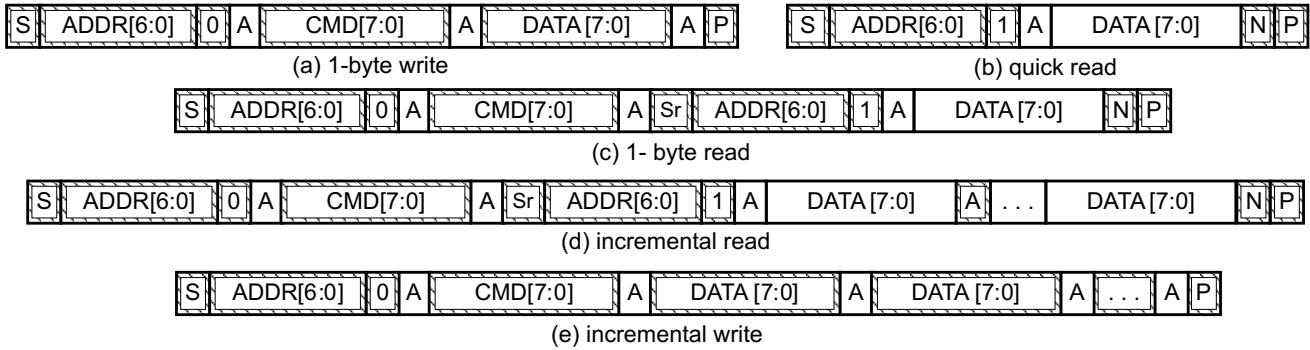 S ADDR[6:0] 0 A CMD[7:0] A DATA [7:0] A P
(a) 1-byte write
S ADDR[6:0] 1 A DATA [7:0] N P
(b) quick read
S ADDR[6:0] 0 A CMD[7:0] A Sr ADDR[6:0] 1 A DATA [7:0] N P
(c) 1- byte read
S ADDR[6:0] 0 A CMD[7:0] A Sr ADDR[6:0] 1 A DATA [7:0] A . . . DATA [7:0] N P
(d) incremental read
S ADDR[6:0] 0 A CMD[7:0] A DATA [7:0] A DATA [7:0] A . . . A P
(e) incremental write